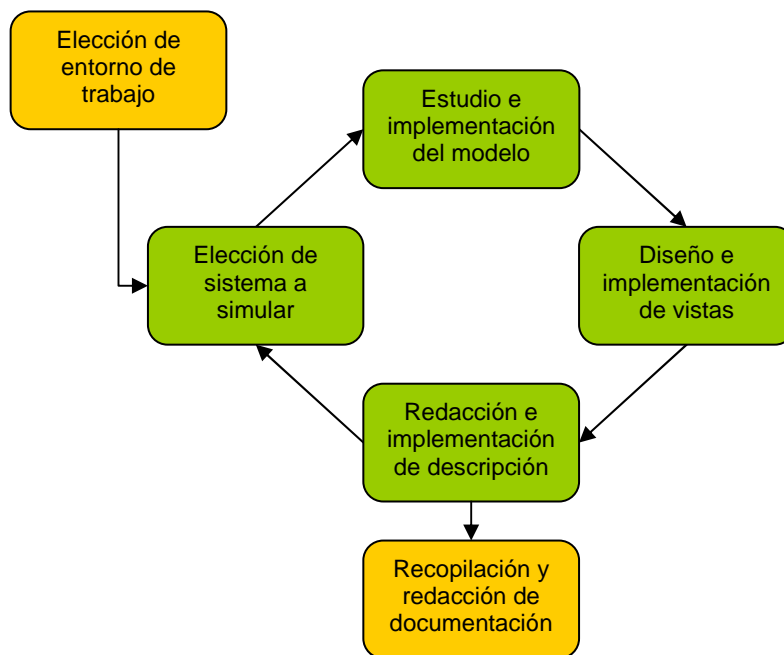 Elección de
entorno de
trabajo
Estudio e
implementación
del modelo
Elección de
sistema a
simular
Diseño e
implementación
de vistas
Redacción e
implementación
de descripción
Recopilación y
redacción de
documentación